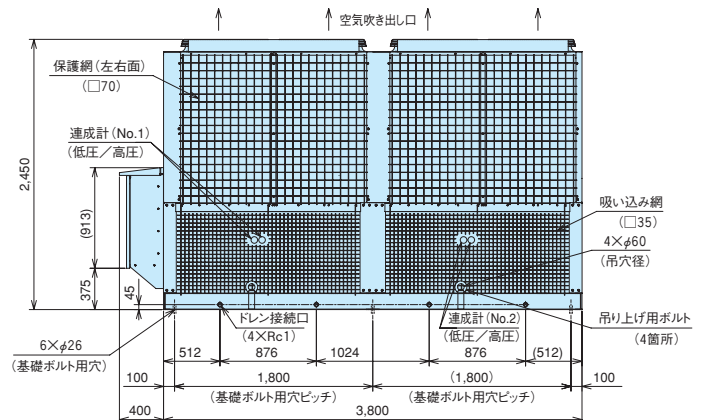 空気吹き出し口
保護網(左右面)
(□70)
連成計(No.1)
(低圧/高圧)
2,450
(913)
375
45
吸い込み網
(□35)
4×φ60
(吊穴径)
6×φ26
(基礎ボルト用穴)
ドレン接続口
(4×Rc1)
連成計(No.2)
(低圧/高圧)
吊り上げ用ボルト
(4箇所)
512
876
1024
876
(512)
100
1,800
(1,800)
100
(基礎ボルト用穴ピッチ)
(基礎ボルト用穴ピッチ)
400
3,800